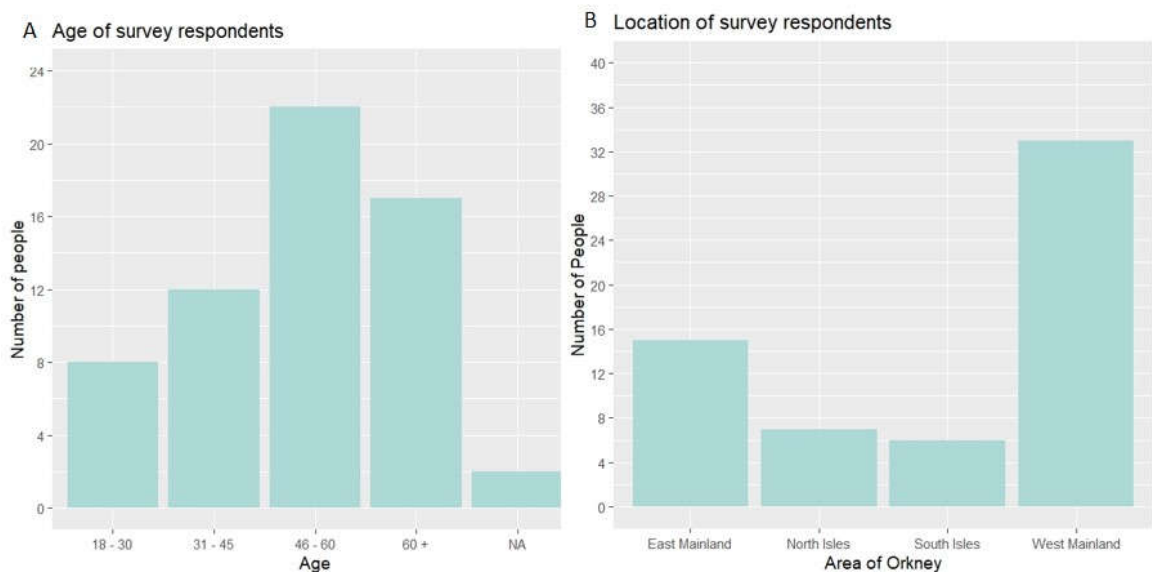 A Age of survey respondents
24
20
16
12
8
4
0
Number of people
18 - 30 31 - 45 46 - 60 60 + NA
Age
B Location of survey respondents
40
36
32
28
24
20
16
12
8
4
0
Number of People
East Mainland North Isles South Isles West Mainland
Area of Orkney